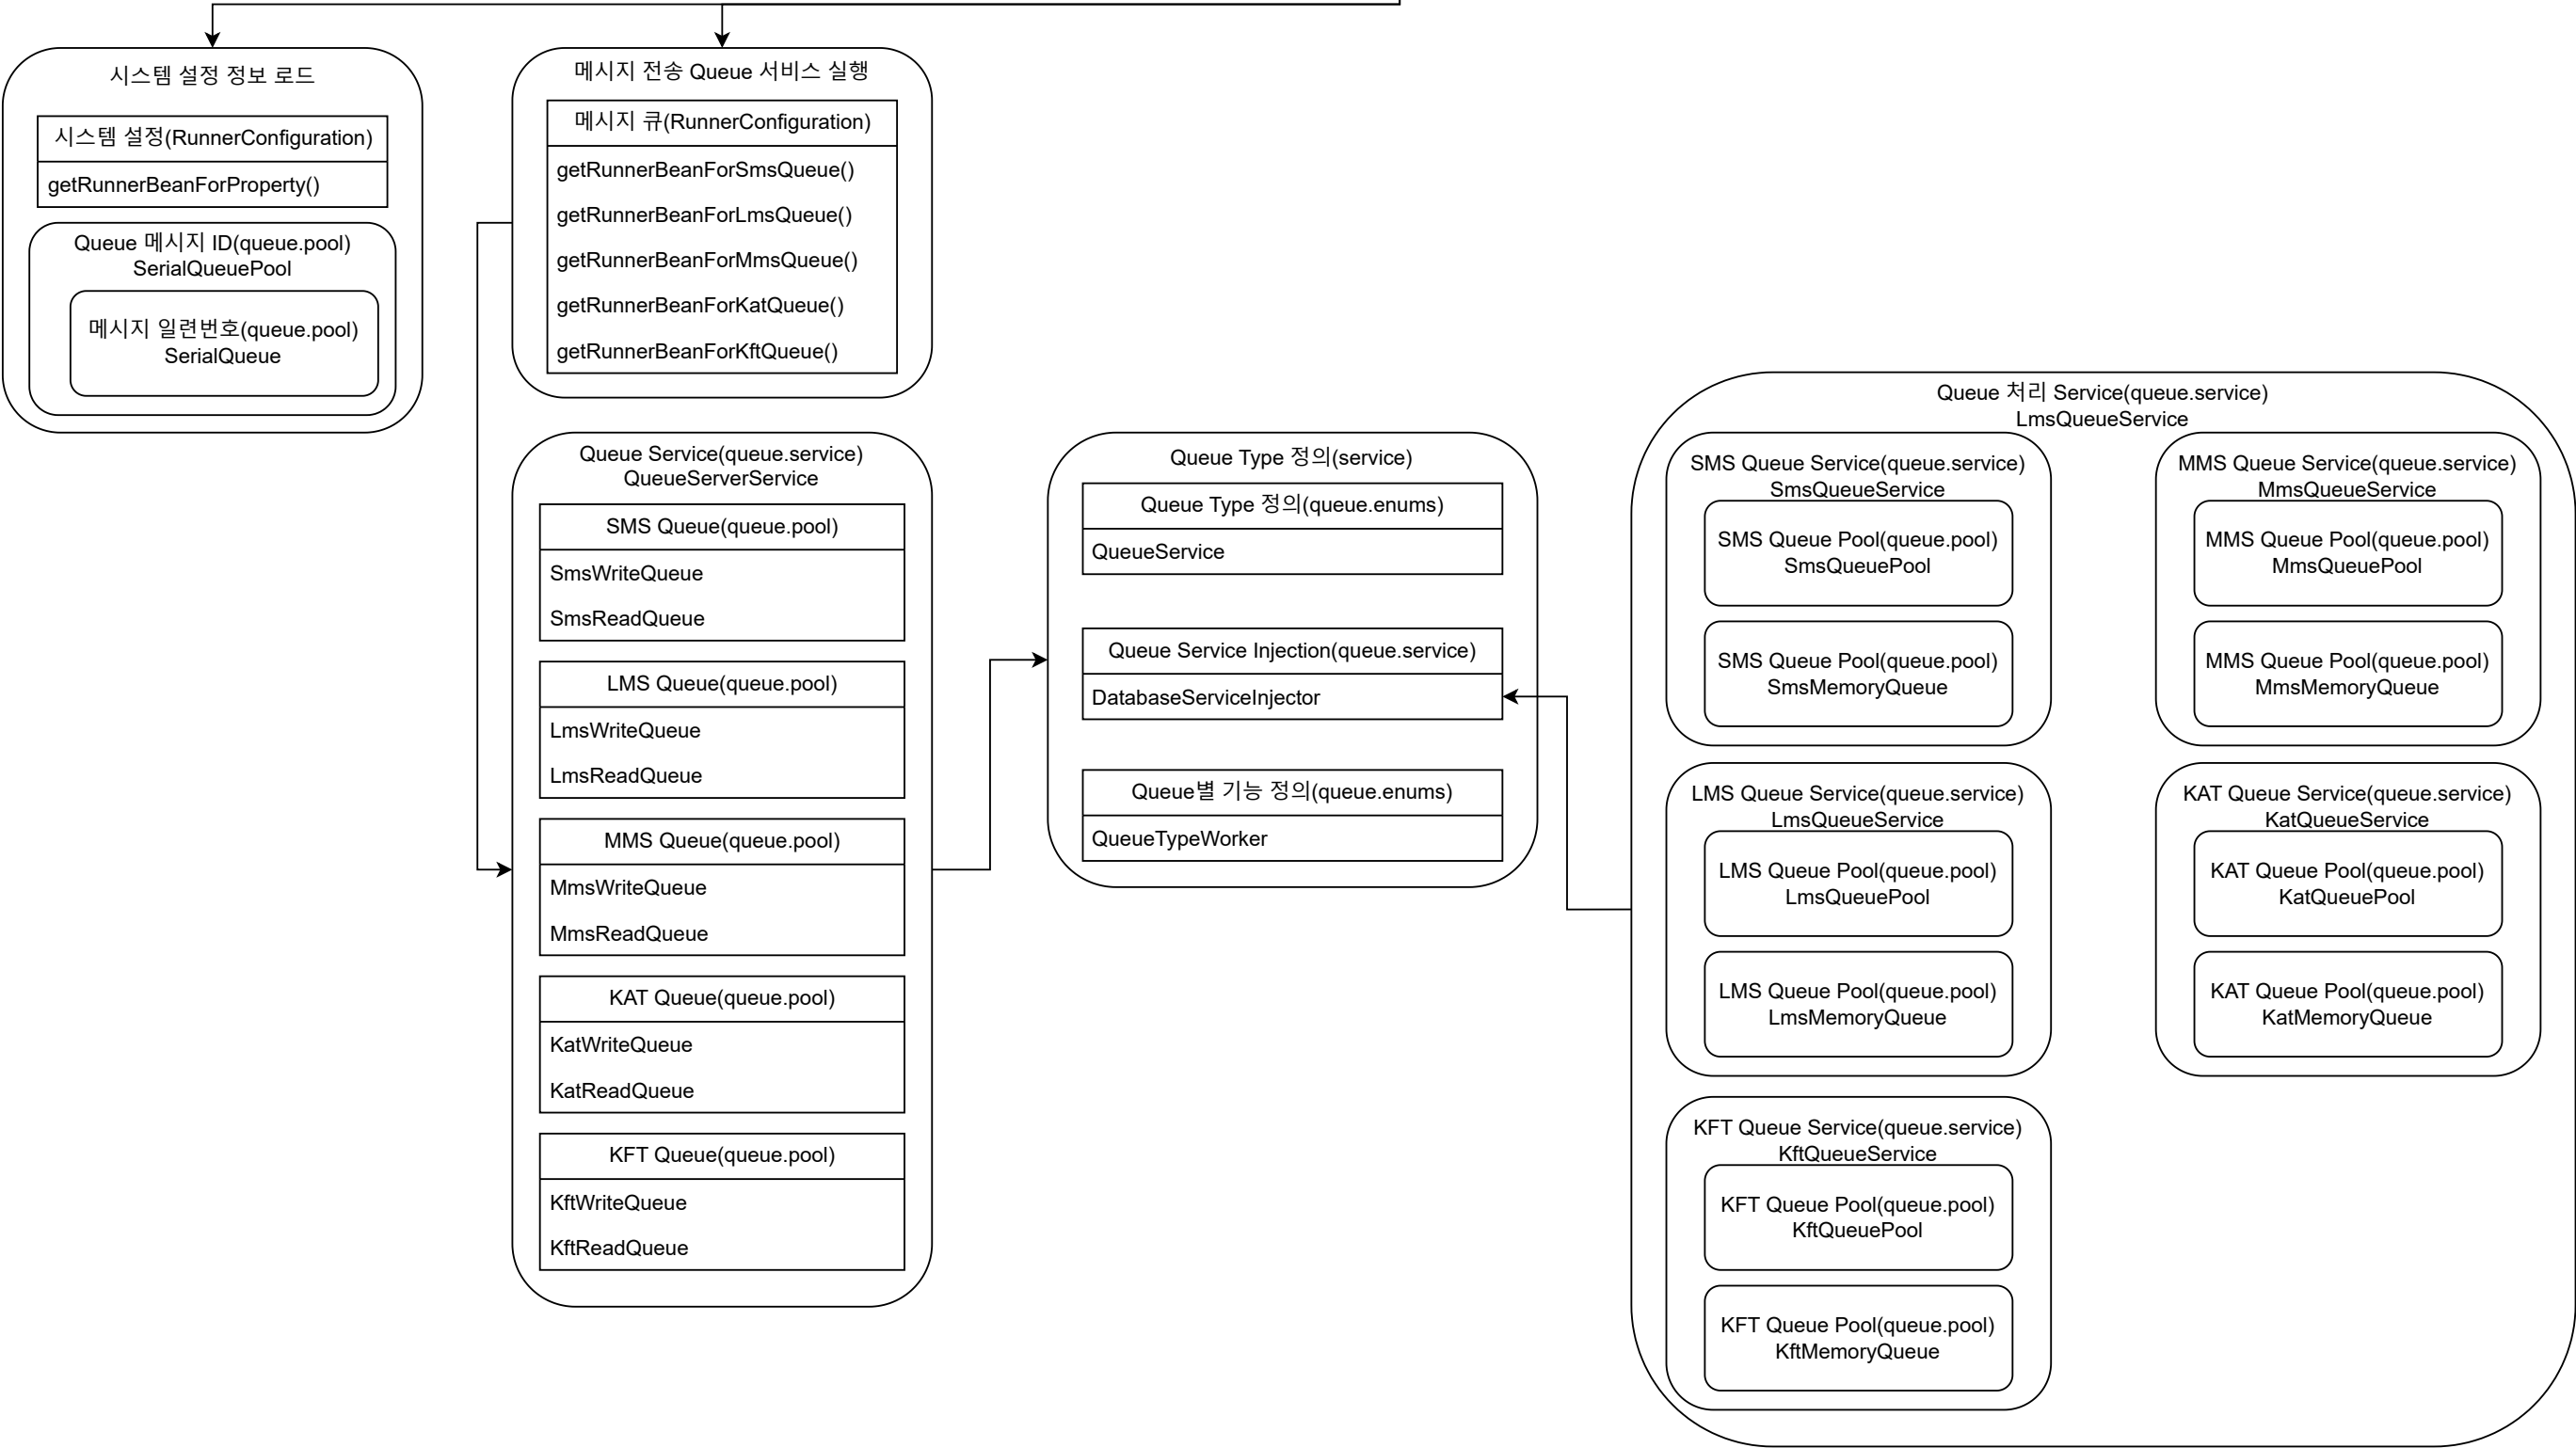 시스템 설정 정보 로드
시스템 설정(RunnerConfiguration)
getRunnerBeanForProperty()
Queue 메시지 ID(queue.pool)
SerialQueuePool
메시지 일련번호(queue.pool)
SerialQueue
메시지 전송 Queue 서비스 실행
메시지 큐(RunnerConfiguration)
getRunnerBeanForSmsQueue()
getRunnerBeanForLmsQueue()
getRunnerBeanForMmsQueue()
getRunnerBeanForKatQueue()
getRunnerBeanForKftQueue()
Queue Service(queue.service)
QueueServerService
SMS Queue(queue.pool)
SmsWriteQueue
SmsReadQueue
LMS Queue(queue.pool)
LmsWriteQueue
LmsReadQueue
MMS Queue(queue.pool)
MmsWriteQueue
MmsReadQueue
KAT Queue(queue.pool)
KatWriteQueue
KatReadQueue
KFT Queue(queue.pool)
KftWriteQueue
KftReadQueue
Queue Type 정의(service)
Queue Type 정의(queue.enums)
QueueService
Queue Service Injection(queue.service)
DatabaseServiceInjector
Queue별 기능 정의(queue.enums)
QueueTypeWorker
Queue 처리 Service(queue.service)
LmsQueueService
SMS Queue Service(queue.service)
SmsQueueService
SMS Queue Pool(queue.pool)
SmsQueuePool
SMS Queue Pool(queue.pool)
SmsMemoryQueue
MMS Queue Service(queue.service)
MmsQueueService
MMS Queue Pool(queue.pool)
MmsQueuePool
MMS Queue Pool(queue.pool)
MmsMemoryQueue
LMS Queue Service(queue.service)
LmsQueueService
LMS Queue Pool(queue.pool)
LmsQueuePool
LMS Queue Pool(queue.pool)
LmsMemoryQueue
KAT Queue Service(queue.service)
KatQueueService
KAT Queue Pool(queue.pool)
KatQueuePool
KAT Queue Pool(queue.pool)
KatMemoryQueue
KFT Queue Service(queue.service)
KftQueueService
KFT Queue Pool(queue.pool)
KftQueuePool
KFT Queue Pool(queue.pool)
KftMemoryQueue